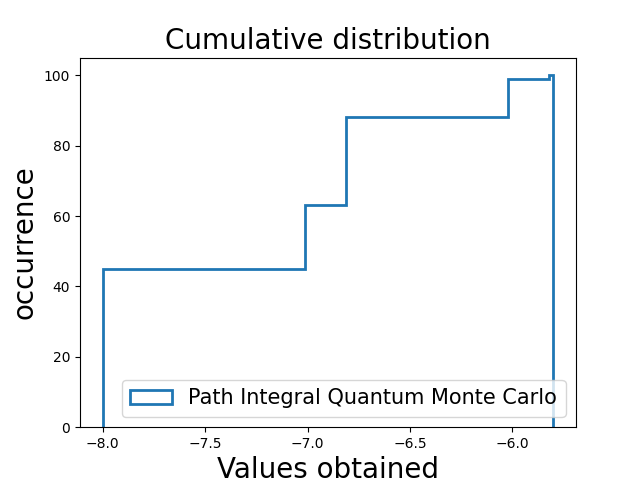 Cumulative distribution
occurrence
100
80
60
40
20
0
Path Integral Quantum Monte Carlo
−8.0 −7.5 −7.0 −6.5 −6.0
Values obtained